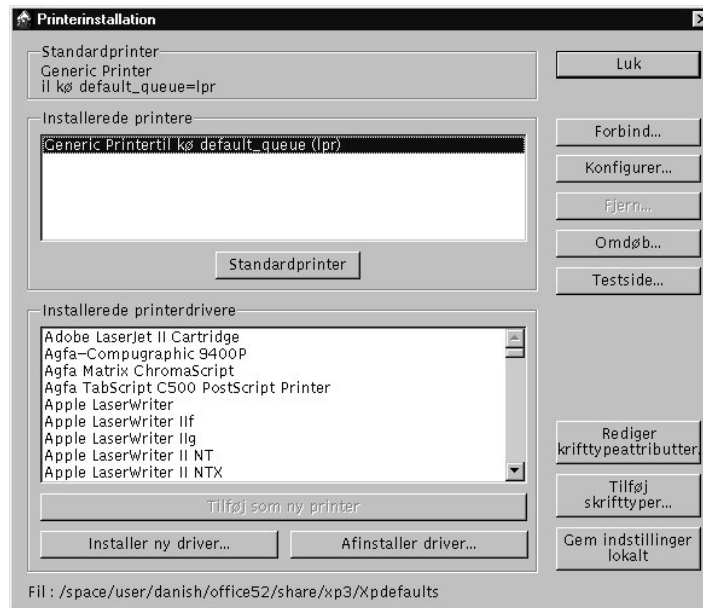 Printerinstallation
Standardprinter
Generic Printer
il kø default_queue=lpr
Luk
Installerede printere
Generic Printertil kø default_queue (lpr)
Standardprinter
Forbind...
Konfigurer...
Fjern...
Omdøb...
Testside...
Installerede printerdrivere
Adobe LaserJet II Cartridge
Agfa-Compugraphic 9400P
Agfa Matrix ChromaScript
Agfa TabScript C500 PostScript Printer
Apple LaserWriter
Apple LaserWriter IIf
Apple LaserWriter IIg
Apple LaserWriter II NT
Apple LaserWriter II NTX
Tilføj som ny printer
Installer ny driver...
Afinstaller driver...
Rediger
krifttypeattributter.
Tilføj
skrifttyper...
Gem indstillinger
lokalt
Fil : /space/user/danish/office52/share/xp3/Xpdefaults